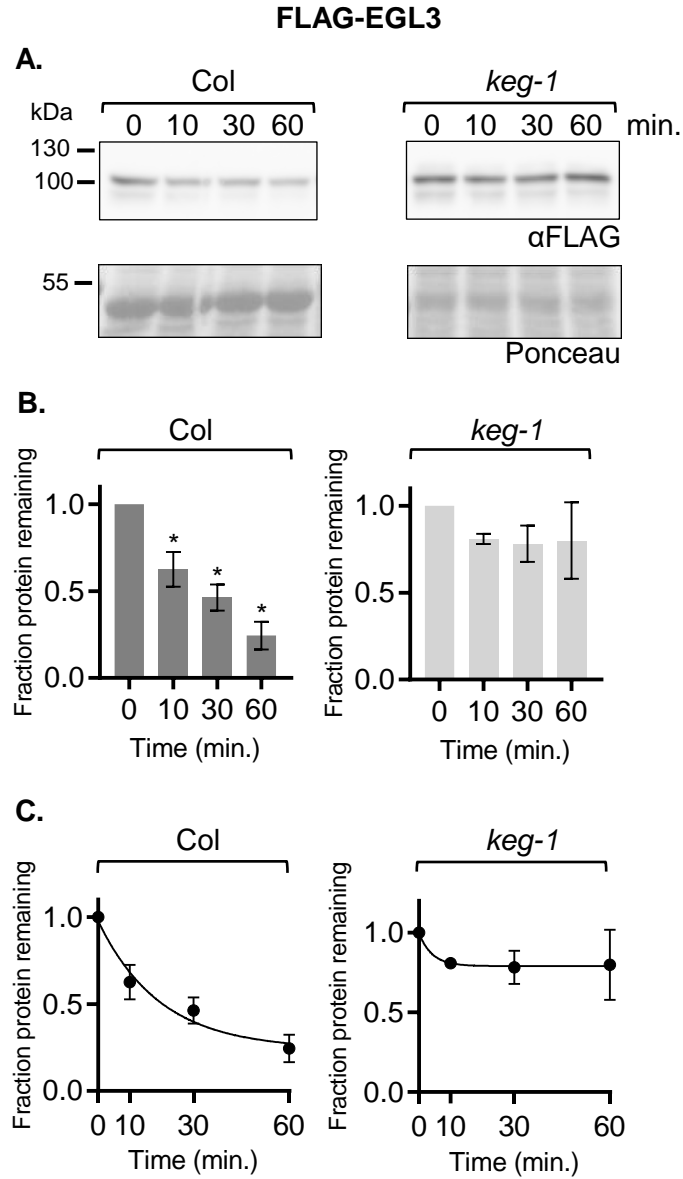 FLAG-EGL3
A.
Col
keg-1
kDa
0 10 30 60
0 10 30 60 min.
130
100
αFLAG
55
Ponceau
B.
Col
keg-1
Fraction protein remaining
1.0
0.5
0.0
* * *
0 10 30 60
Time (min.)
Fraction protein remaining
1.0
0.5
0.0
0 10 30 60
Time (min.)
C.
Col
keg-1
Fraction protein remaining
1.0
0.5
0.0
0 10 30 60
Time (min.)
Fraction protein remaining
1.0
0.5
0.0
0 10 30 60
Time (min.)